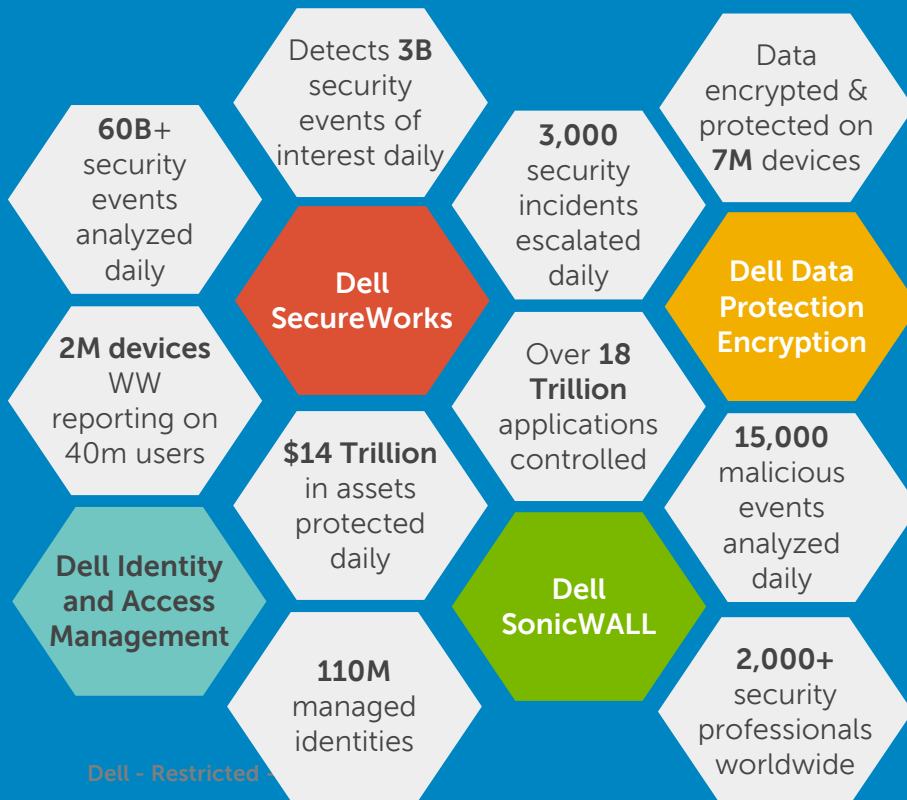 Detects 3B
security
events of
interest daily
Data
encrypted &
protected on
7M devices
60B+
security
events
analyzed
daily
3,000
security
incidents
escalated
daily
Dell
SecureWorks
Dell Data
Protection
Encryption
2M devices
WW
reporting on
40m users
Over 18
Trillion
applications
controlled
$14 Trillion
in assets
protected
daily
15,000
malicious
events
analyzed
daily
Dell Identity
and Access
Management
Dell
SonicWALL
110M
managed
identities
2,000+
security
professionals
worldwide
Dell - Restricted -